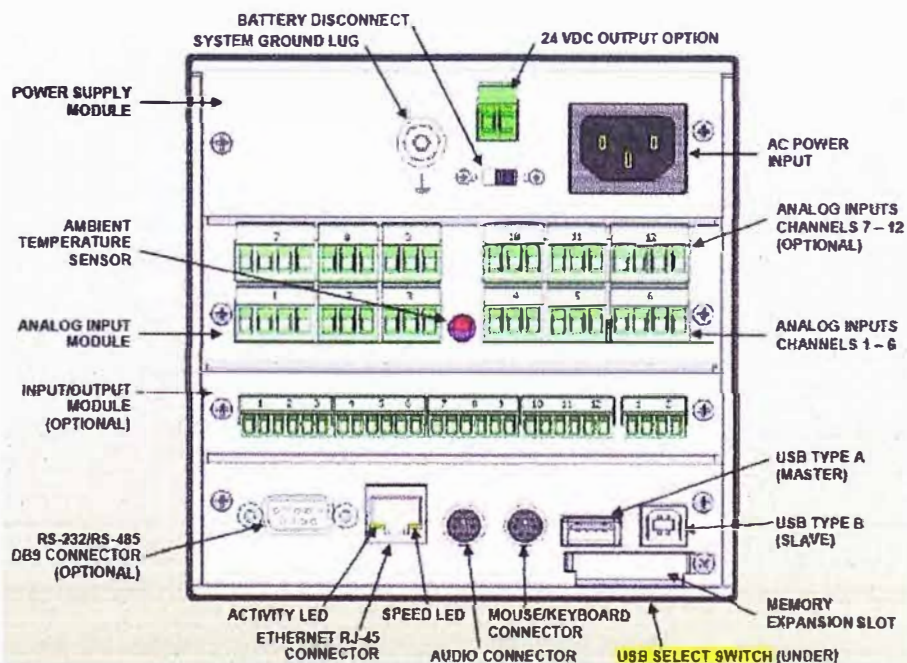 BATTERY DISCONNECT
SYSTEM GROUND LUG
24 VDC OUTPUT OPTION
POWER SUPPLY
MODULE
AC POWER
INPUT
AMBIENT
TEMPERATURE
SENSOR
ANALOG INPUTS
CHANNELS 7 – 12
(OPTIONAL)
7 8 9 10 11 12
1 2 3 4 5 6
ANALOG INPUT
MODULE
ANALOG INPUTS
CHANNELS 1 – 6
INPUT/OUTPUT
MODULE
(OPTIONAL)
1 2 3 4 5 6 7 8 9 10 11 12 1 2
USB TYPE A
(MASTER)
USB TYPE B
(SLAVE)
RS-232/RS-485
DB9 CONNECTOR
(OPTIONAL)
MEMORY
EXPANSION SLOT
ACTIVITY LED
SPEED LED
MOUSE/KEYBOARD
CONNECTOR
ETHERNET RJ-45
CONNECTOR
AUDIO CONNECTOR
USB SELECT SWITCH (UNDER)